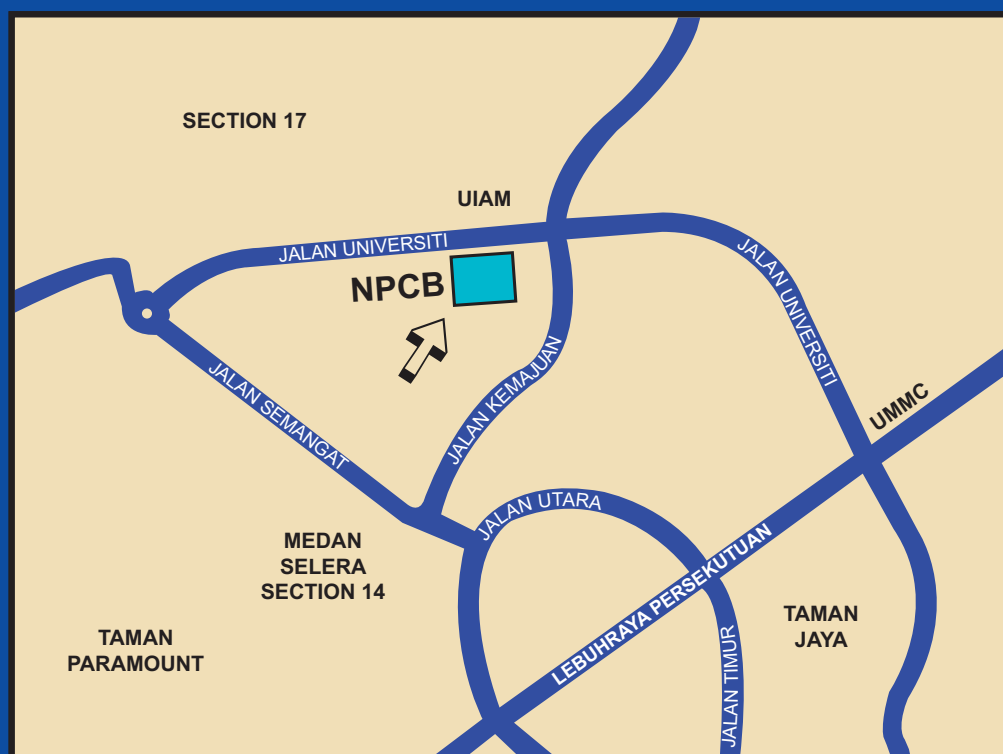 SECTION 17
UIAM
JALAN UNIVERSITI
JALAN UNIVERSITI
NPCB
JALAN KEMAJUAN
JALAN SEMANGAT
UMMC
JALAN UTARA
MEDAN
SELERA
SECTION 14
LEBUHRAYA PERSEKUTUAN
TAMAN
JAYA
TAMAN
PARAMOUNT
JALAN TIMUR